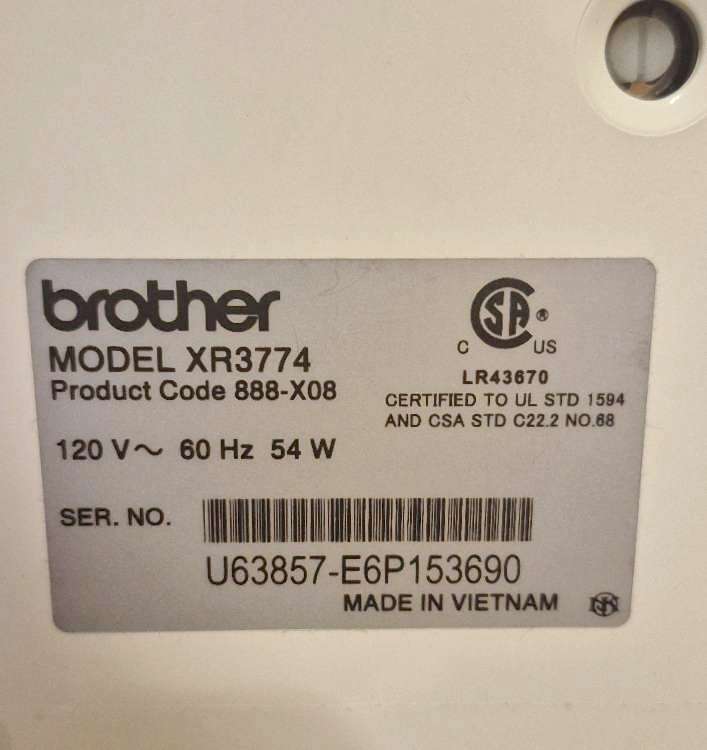 brother
MODEL XR3774
Product Code 888-X08
120 V~ 60 Hz 54 W
SER. NO.
U63857-E6P153690
MADE IN VIETNAM
CSA®
C US
LR43670
CERTIFIED TO UL STD 1594
AND CSA STD C22.2 NO.68